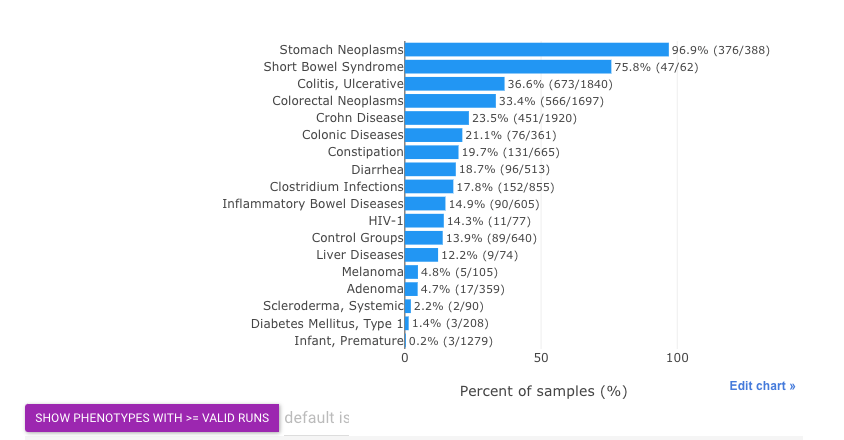 Stomach Neoplasms 96.9% (376/388)
Short Bowel Syndrome 75.8% (47/62)
Colitis, Ulcerative 36.6% (673/1840)
Colorectal Neoplasms 33.4% (566/1697)
Crohn Disease 23.5% (451/1920)
Colonic Diseases 21.1% (76/361)
Constipation 19.7% (131/665)
Diarrhea 18.7% (96/513)
Clostridium Infections 17.8% (152/855)
Inflammatory Bowel Diseases 14.9% (90/605)
HIV-1 14.3% (11/77)
Control Groups 13.9% (89/640)
Liver Diseases 12.2% (9/74)
Melanoma 4.8% (5/105)
Adenoma 4.7% (17/359)
Scleroderma, Systemic 2.2% (2/90)
Diabetes Mellitus, Type 1 1.4% (3/208)
Infant, Premature 0.2% (3/1279)
0 50 100
Percent of samples (%)
Edit chart »
SHOW PHENOTYPES WITH >= VALID RUNS default is